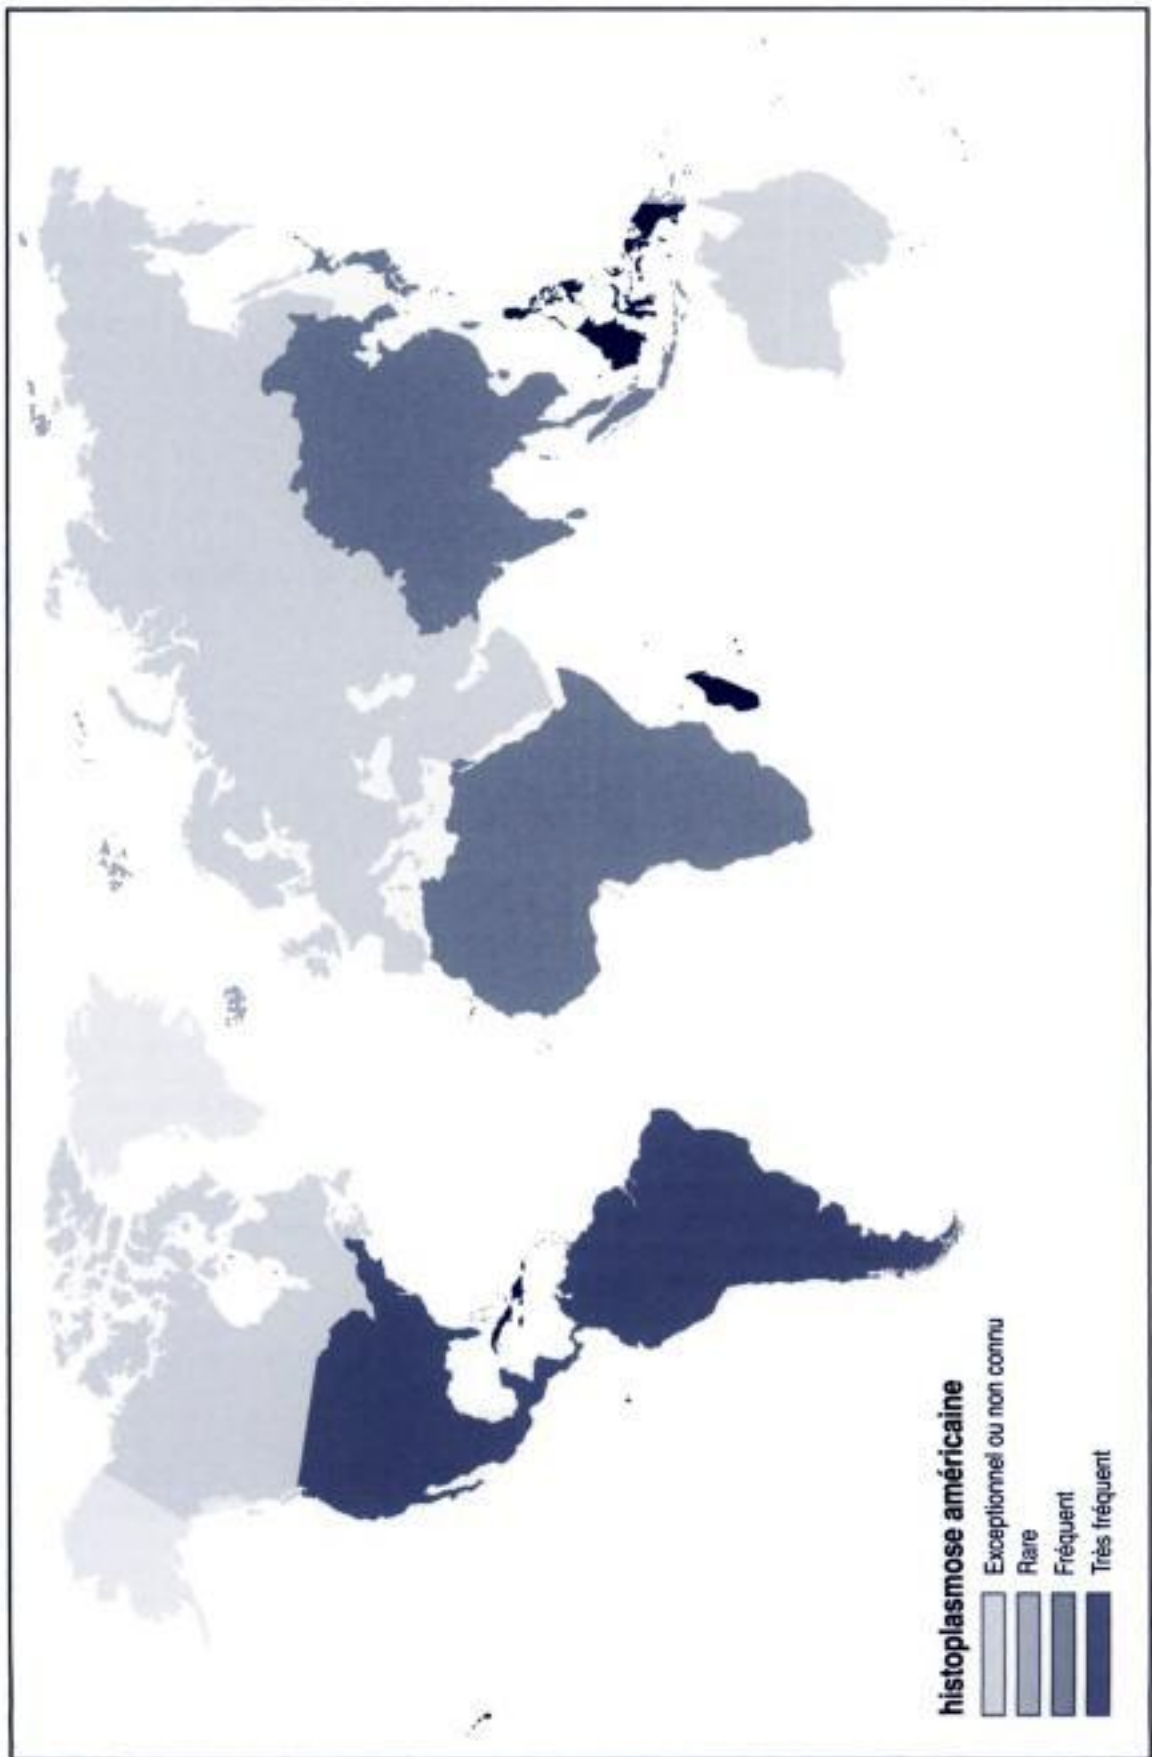 histoplasmose américaine
Exceptionnel ou non connu
Rare
Fréquent
Très fréquent